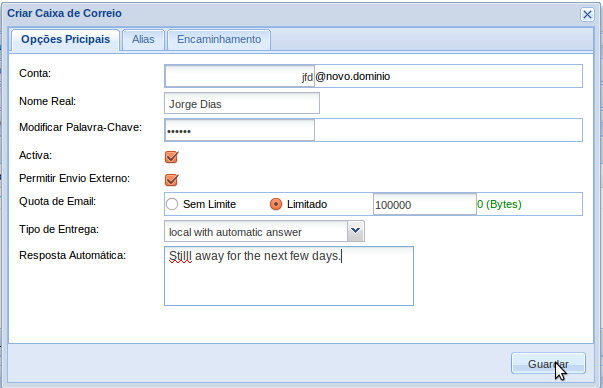 Criar Caixa de Correio
Opções Pricipais Alias Encaminhamento
Conta: jfd@novo.dominio
Nome Real: Jorge Dias
Modificar Palavra-Chave: ••••••
Activa:
Permitir Envio Externo:
Quota de Email: Sem Limite Limitado 100000 0 (Bytes)
Tipo de Entrega: local with automatic answer
Resposta Automática: Stilll away for the next few days.
Guardar